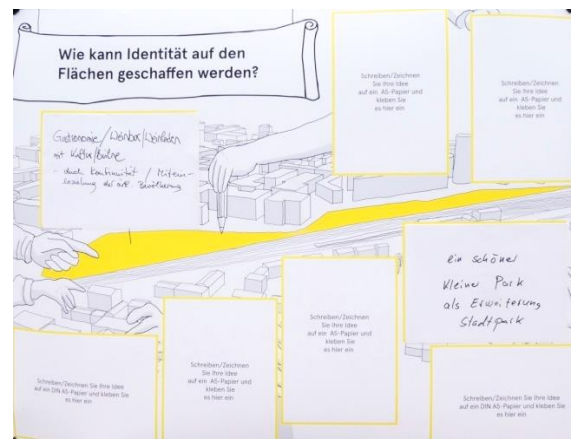 Wie kann Identität auf den
Flächen geschaffen werden?
Schreiben/Zeichnen
Sie Ihre Idee
auf ein A5-Papier und
kleben Sie
es hier ein
Schreiben/Zeichnen
Sie Ihre Idee
auf ein A5-Papier und
kleben Sie
es hier ein
Gastronomie/Weinbar/Weinladen
mit Kultur/Bühne
- durch Kontinuität / Mitein-
beziehung der Bevölkerung
ein schöner
kleiner Park
als Erweiterung
Stadtpark
Schreiben/Zeichnen
Sie Ihre Idee
auf ein A5-Papier und
kleben Sie
es hier ein
Schreiben/Zeichnen
Sie Ihre Idee
auf ein A5-Papier und
kleben Sie
es hier ein
Schreiben/Zeichnen Sie Ihre Idee
auf ein DIN A5-Papier und kleben Sie
es hier ein
Schreiben/Zeichnen Sie Ihre Idee
auf ein DIN A5-Papier und kleben Sie
es hier ein